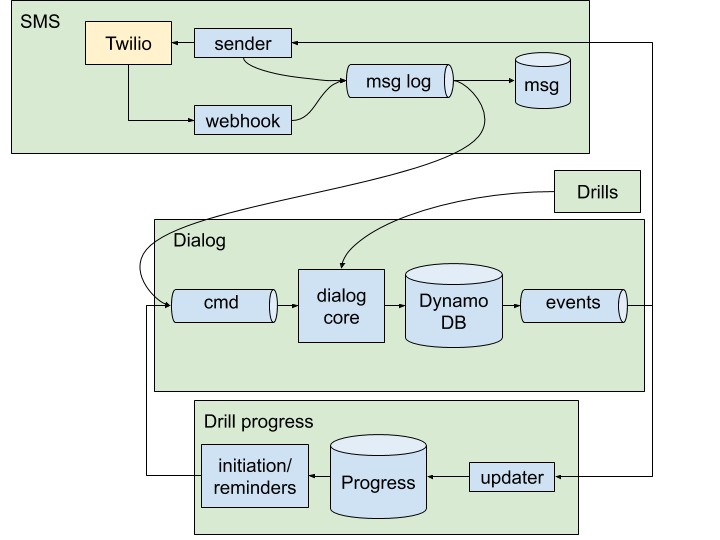 SMS
Twilio
sender
msg log
msg
webhook
Drills
Dialog
cmd
dialog
core
Dynamo
DB
events
Drill progress
initiation/
reminders
Progress
updater